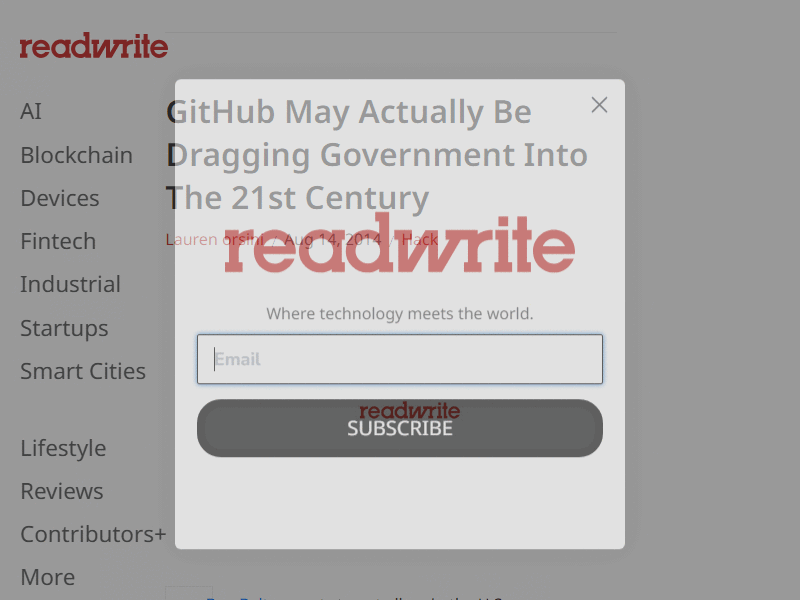 readwrite
AI
Blockchain
Devices
Fintech
Industrial
Startups
Smart Cities
Lifestyle
Reviews
Contributors+
More
GitHub May Actually Be
Dragging Government Into
The 21st Century
Lauren orsini / Aug 14, 2014 / Hack
readwrite
Where technology meets the world.
Email
readwrite
SUBSCRIBE